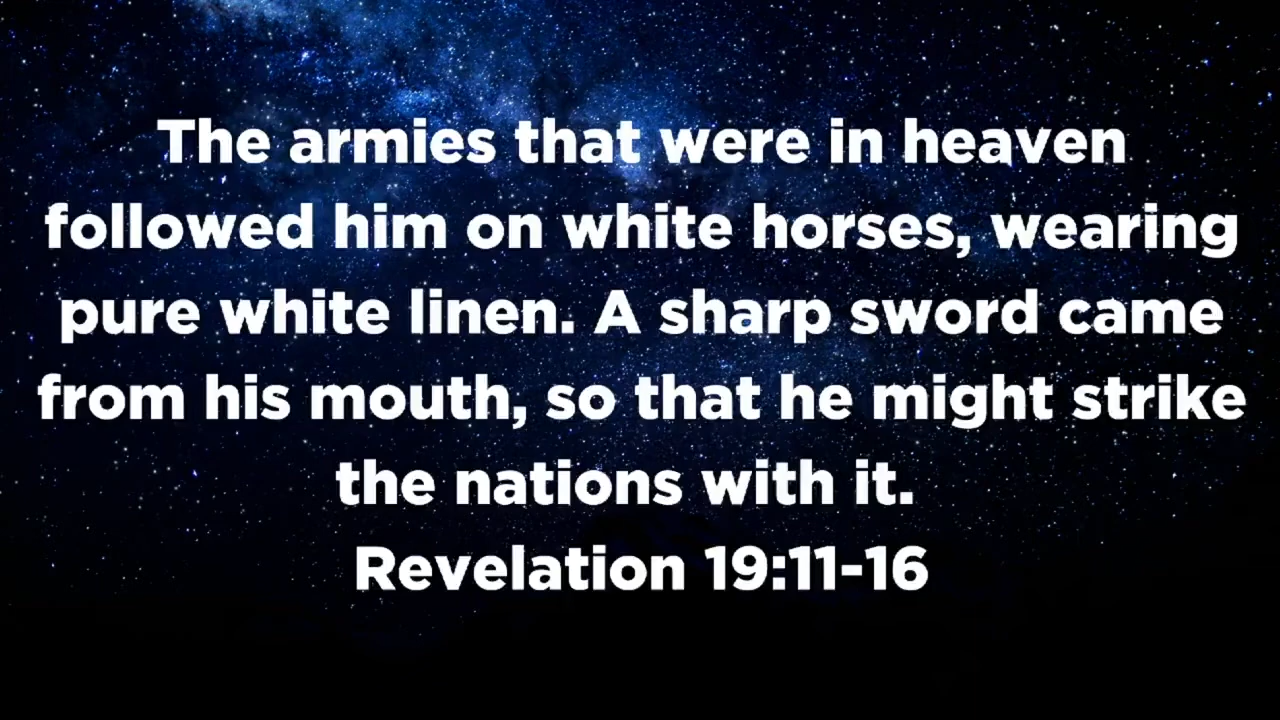 The armies that were in heaven
followed him on white horses, wearing
pure white linen. A sharp sword came
from his mouth, so that he might strike
the nations with it.
Revelation 19:11-16